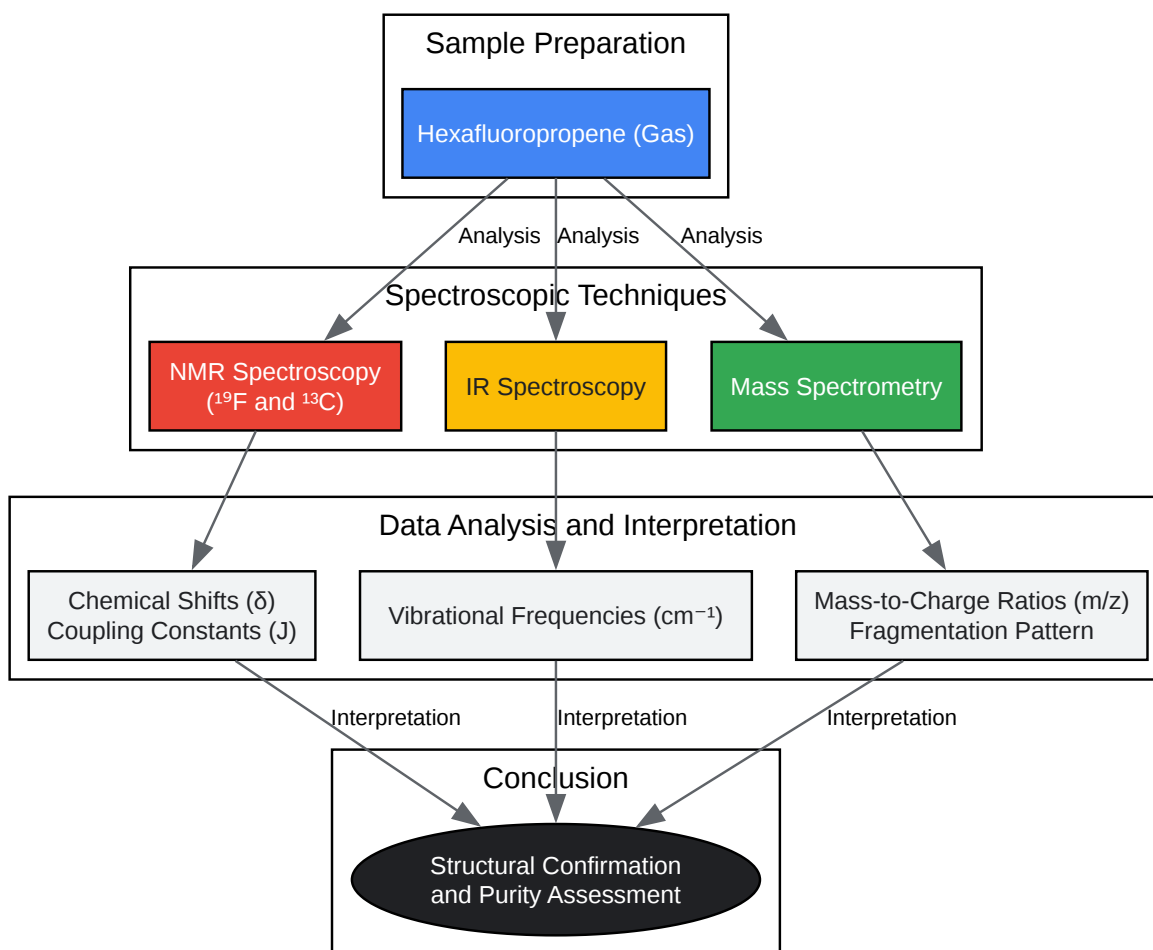 Sample Preparation
Hexafluoropropene (Gas)
Analysis
Analysis
Analysis
Spectroscopic Techniques
NMR Spectroscopy
(¹⁹F and ¹³C)
IR Spectroscopy
Mass Spectrometry
Data Analysis and Interpretation
Chemical Shifts (δ)
Coupling Constants (J)
Vibrational Frequencies (cm⁻¹)
Mass-to-Charge Ratios (m/z)
Fragmentation Pattern
Interpretation
Interpretation
Interpretation
Conclusion
Structural Confirmation
and Purity Assessment